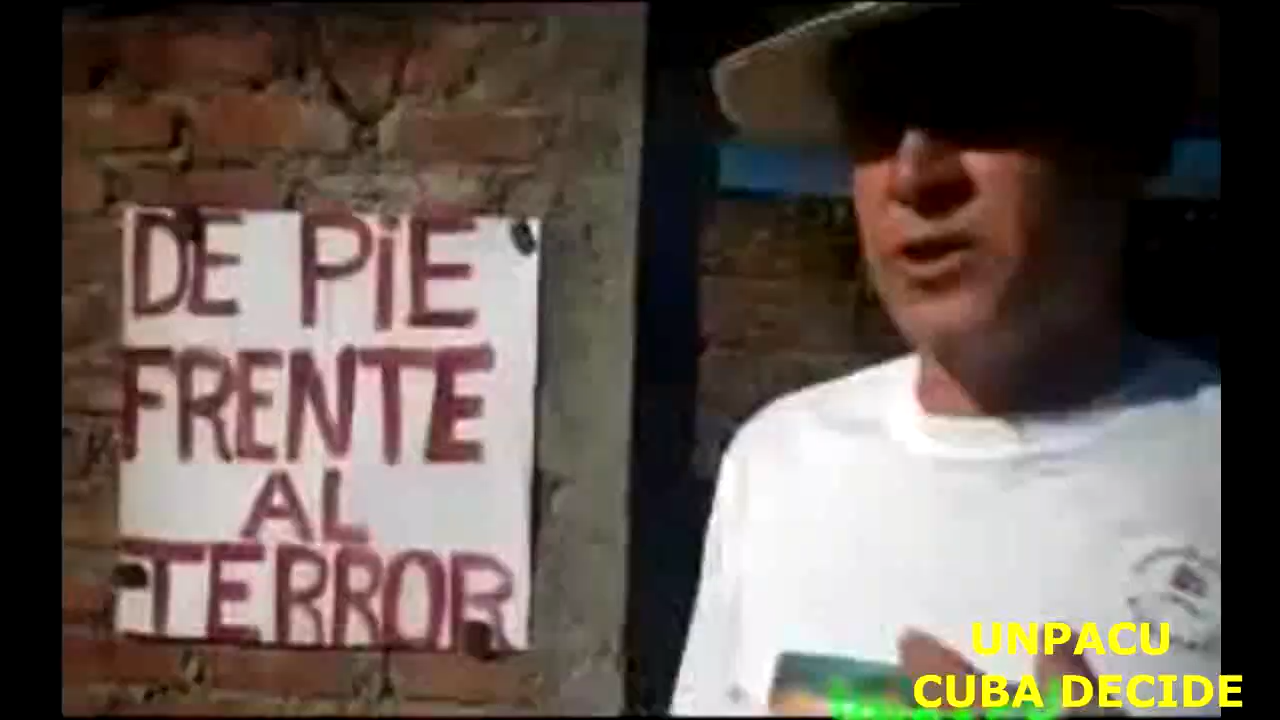 DE PiE
FRENTE
AL
TERROR
UNPACU
CUBA DECIDE